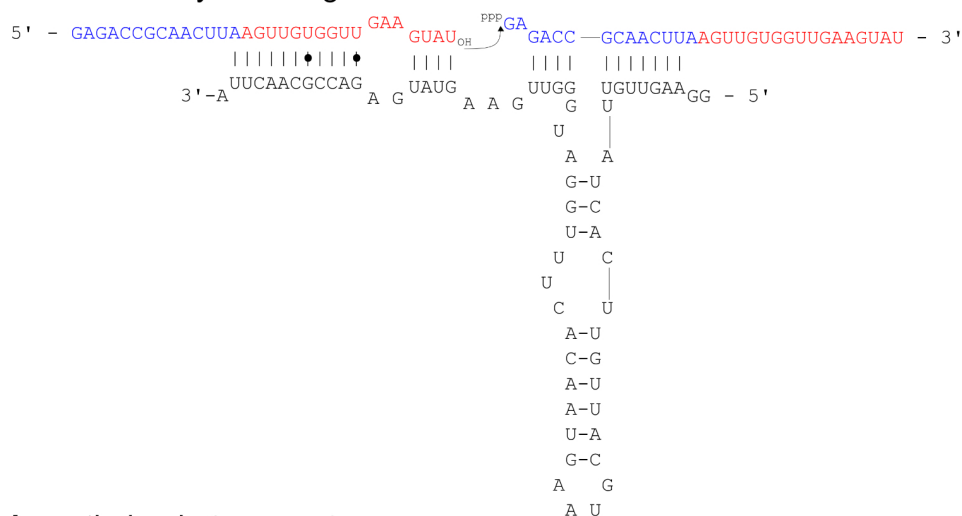 5' - GAGACCGCAACUUAAGUUGUGGUU GAA GUAU OH ppp GA GACC GCAACUUAAGUUGUGGUUGAAGUAU - 3'
3'-A UUCAACGCCAG A G UAUG A A G UUGG UGUUGAA GG - 5'
G U
U
A A
G-U
G-C
U-A
U C
U
C U
A-U
C-G
A-U
A-U
U-A
G-C
A G
A U